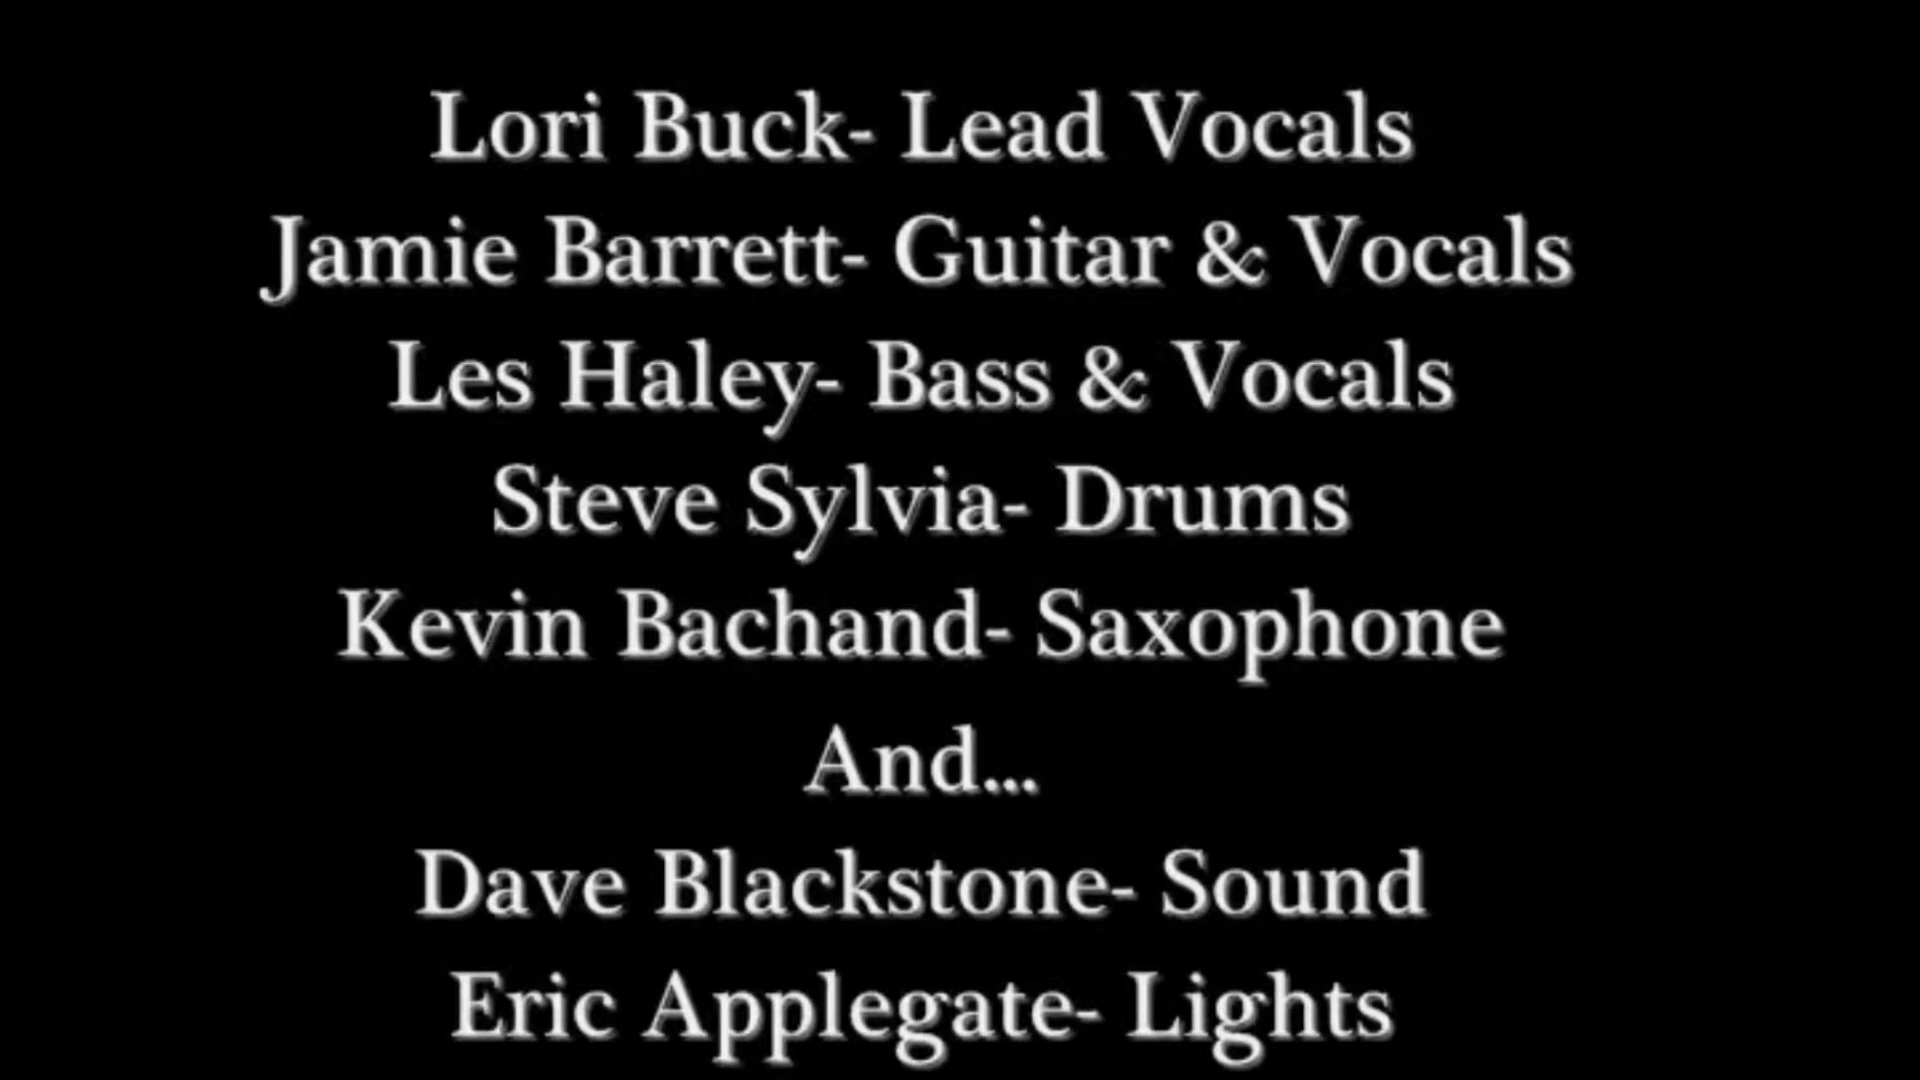 Lori Buck- Lead Vocals
Jamie Barrett- Guitar & Vocals
Les Haley- Bass & Vocals
Steve Sylvia- Drums
Kevin Bachand- Saxophone
And...
Dave Blackstone- Sound
Eric Applegate- Lights